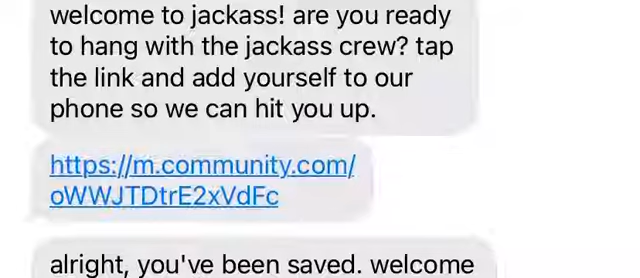 welcome to jackass! are you ready
to hang with the jackass crew? tap
the link and add yourself to our
phone so we can hit you up.
https://m.community.com/
oWWJTDtrE2xVdFc
alright, you've been saved. welcome